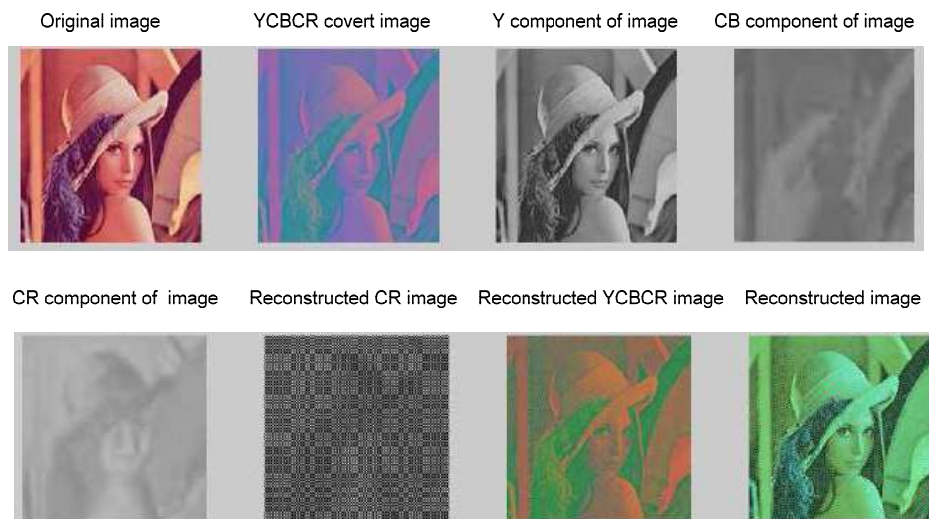 Original image
YCBCR covert image
Y component of image
CB component of image
CR component of  image
Reconstructed CR image
Reconstructed YCBCR image
Reconstructed image